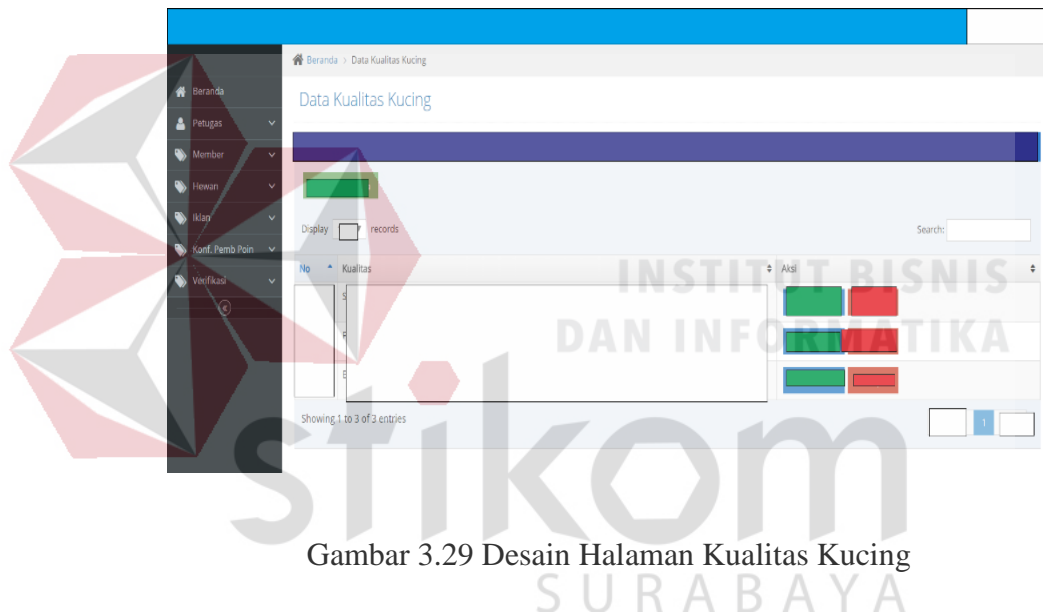 Beranda > Data Kualitas Kucing
Beranda
Data Kualitas Kucing
Petugas
Member
Hewan
Iklan
Display records
Search:
Konf. Pemb Poin
No Kualitas Aksi
Verifikasi
INSTITUT BISNIS
DAN INFORMATIKA
Showing 1 to 3 of 3 entries
1
stikom
Gambar 3.29 Desain Halaman Kualitas Kucing
SURABAYA